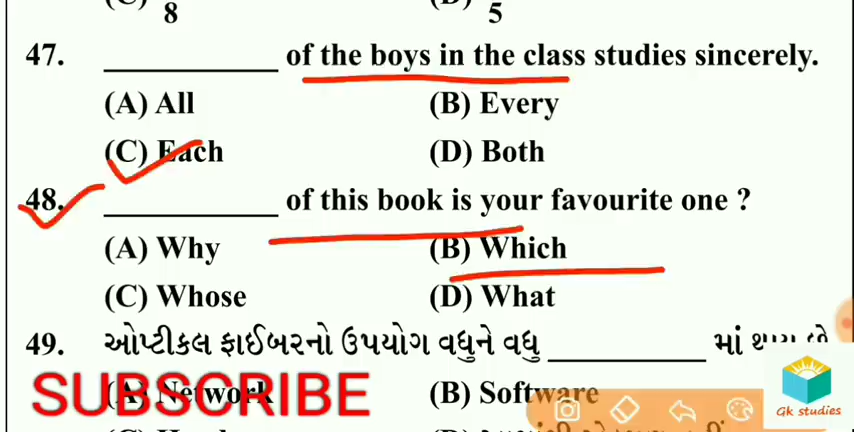 8 5
47. __________ of the boys in the class studies sincerely.
(A) All (B) Every
(C) Each (D) Both
48. __________ of this book is your favourite one ?
(A) Why (B) Which
(C) Whose (D) What
49. ઓપ્ટીકલ ફાઈબરનો ઉપયોગ વધુને વધુ __________ માં
(A) Network (B) Software
SUBSCRIBE
Gk studies